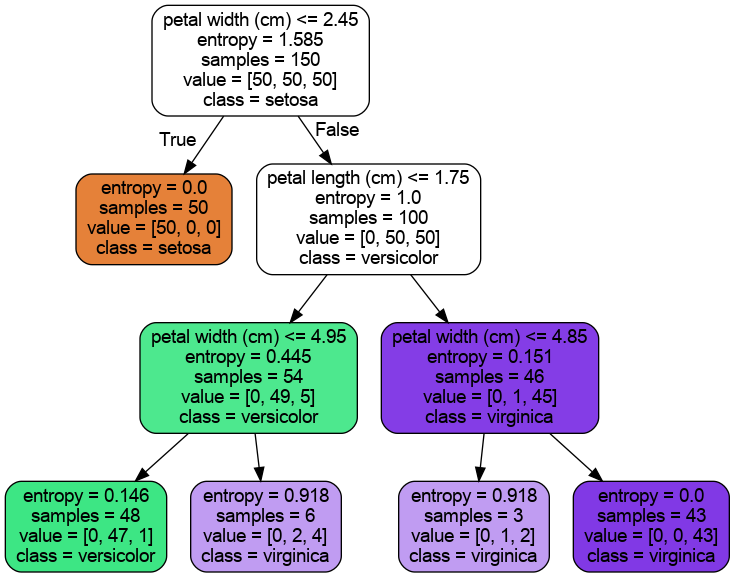 petal width (cm) <= 2.45
entropy = 1.585
samples = 150
value = [50, 50, 50]
class = setosa
True
False
entropy = 0.0
samples = 50
value = [50, 0, 0]
class = setosa
petal length (cm) <= 1.75
entropy = 1.0
samples = 100
value = [0, 50, 50]
class = versicolor
petal width (cm) <= 4.95
entropy = 0.445
samples = 54
value = [0, 49, 5]
class = versicolor
petal width (cm) <= 4.85
entropy = 0.151
samples = 46
value = [0, 1, 45]
class = virginica
entropy = 0.146
samples = 48
value = [0, 47, 1]
class = versicolor
entropy = 0.918
samples = 6
value = [0, 2, 4]
class = virginica
entropy = 0.918
samples = 3
value = [0, 1, 2]
class = virginica
entropy = 0.0
samples = 43
value = [0, 0, 43]
class = virginica